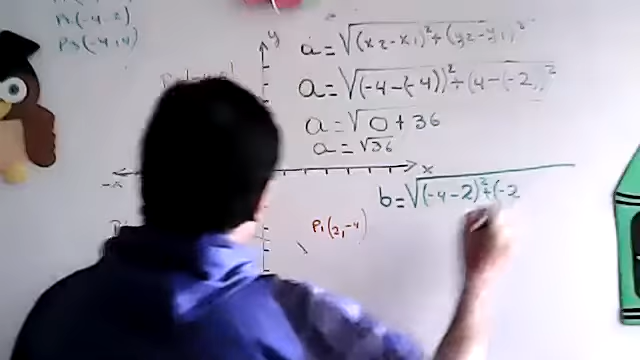 P2(-4,-2)
P3(-4,4)
y
a=√(x2-x1)²+(y2-y1)²
a=√(-4-(-4))²+(4-(-2))²
a=√0+36
a=√36
-x
x
b=√(-4-2)²+(-2
P1(2,-4)